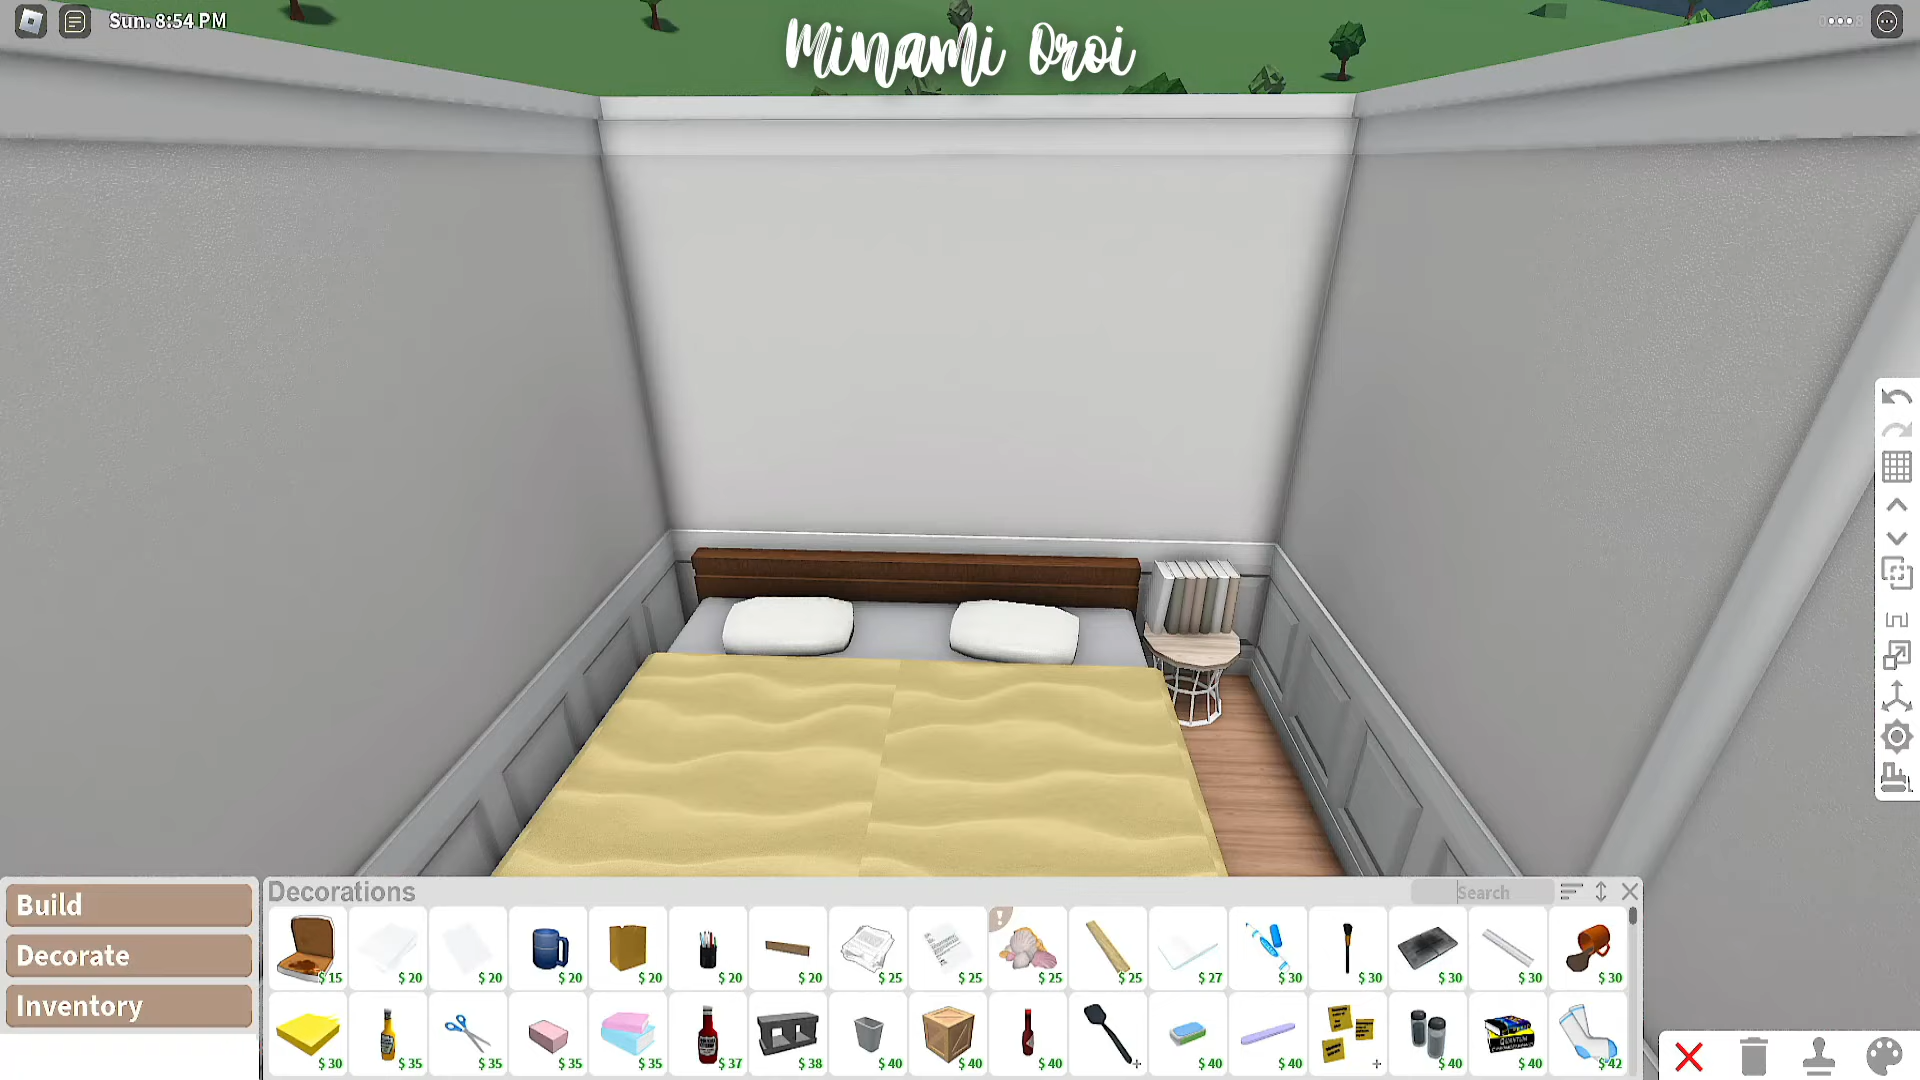 Sun. 8:54 PM
Minami Oroi
Build
Decorate
Inventory
Decorations
Search
$15 $20 $20 $20 $20 $20 $20 $25 $25 $25 $25 $27 $30 $30 $30 $30 $30
$30 $35 $35 $35 $35 $37 $38 $40 $40 $40 $40 $40 $40 $40 $42
QUANTUM